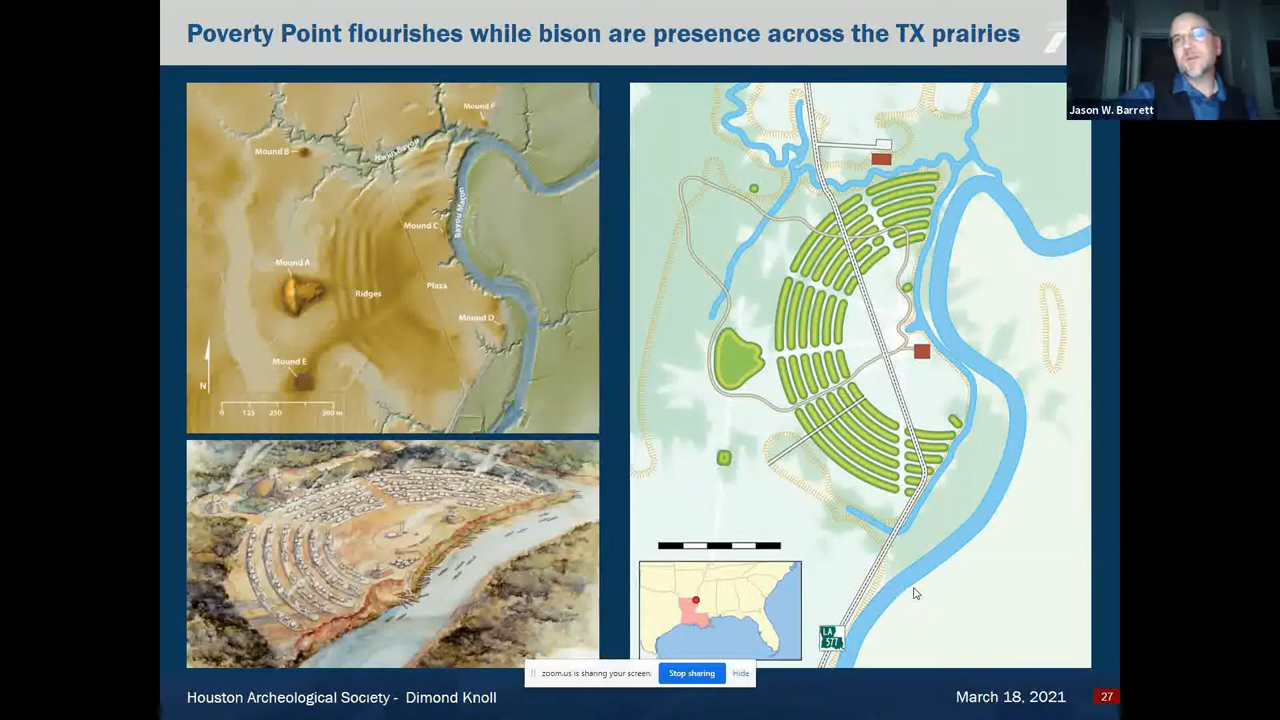 Poverty Point flourishes while bison are presence across the TX prairies
Jason W. Barrett
Mound F
Mound B
Harlin Bayou
Bayou Macon
Mound C
Mound A
Plaza
Ridges
Mound D
Mound E
N
0 125 250 500 m
LA
577
zoom.us is sharing your screen. Stop sharing Hide
Houston Archeological Society - Dimond Knoll March 18, 2021 27